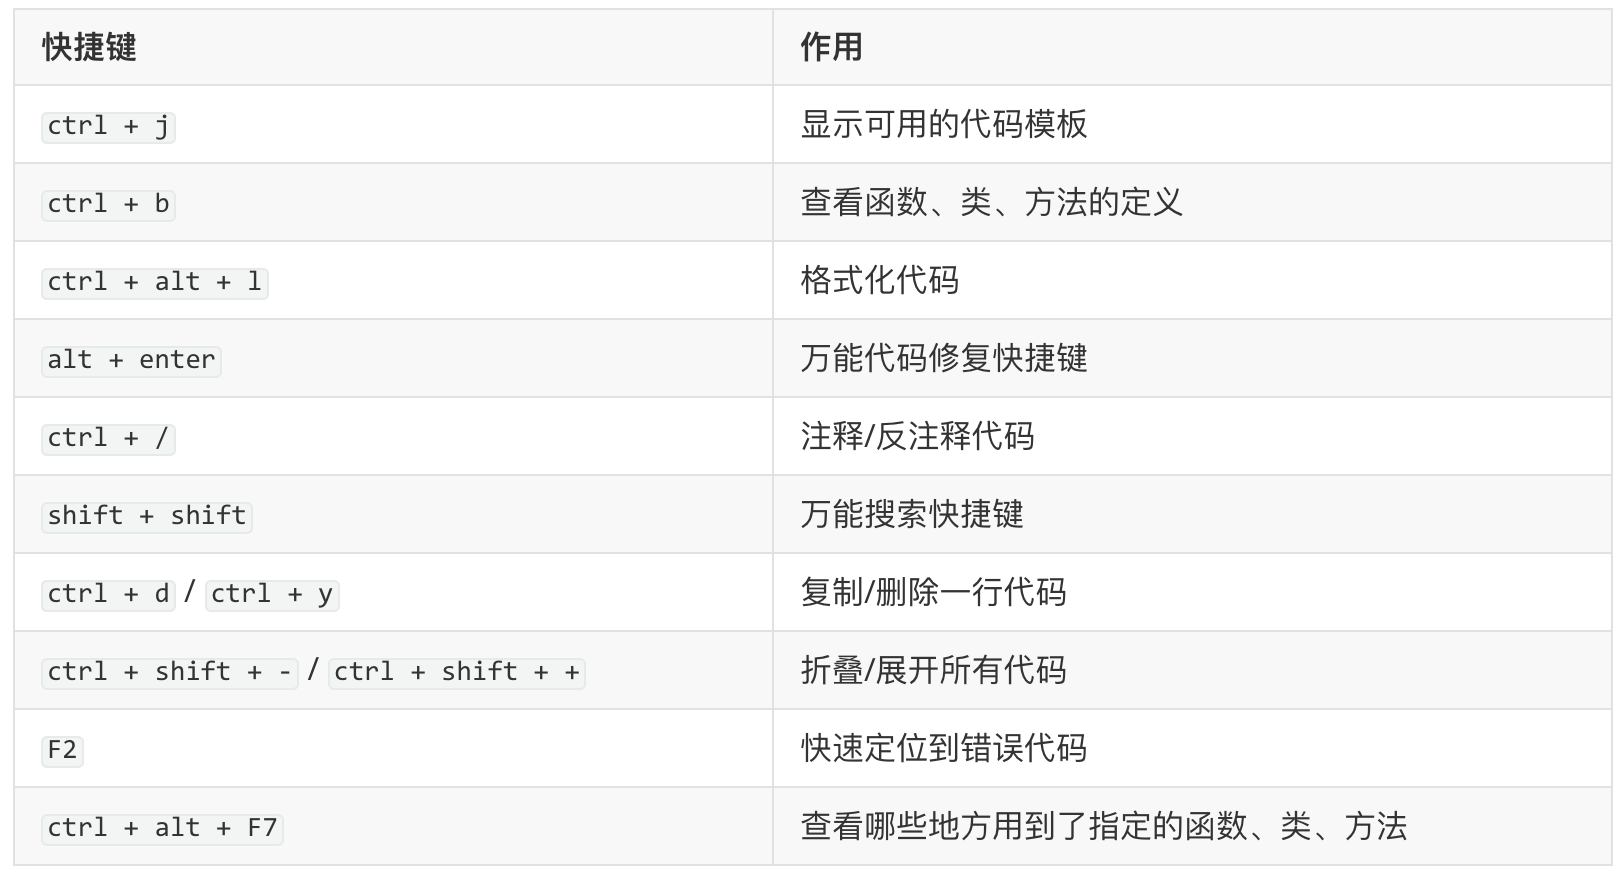 快捷键 作用
ctrl + j 显示可用的代码模板
ctrl + b 查看函数、类、方法的定义
ctrl + alt + l 格式化代码
alt + enter 万能代码修复快捷键
ctrl + / 注释/反注释代码
shift + shift 万能搜索快捷键
ctrl + d / ctrl + y 复制/删除一行代码
ctrl + shift + - / ctrl + shift + + 折叠/展开所有代码
F2 快速定位到错误代码
ctrl + alt + F7 查看哪些地方用到了指定的函数、类、方法